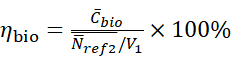 η_bio = C̄_bio / (N̿_ref2 / V_1) × 100%